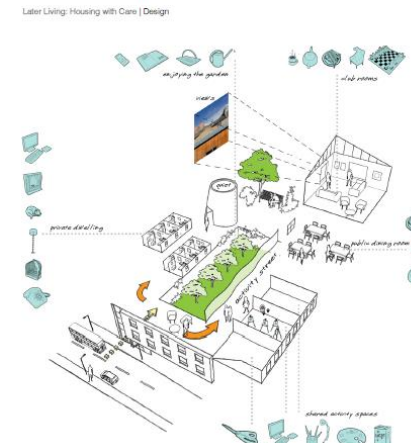 Later Living: Housing with Care | Design
enjoying the garden
club rooms
views
quiet
private dwelling
public dining room
activity street
shared activity spaces